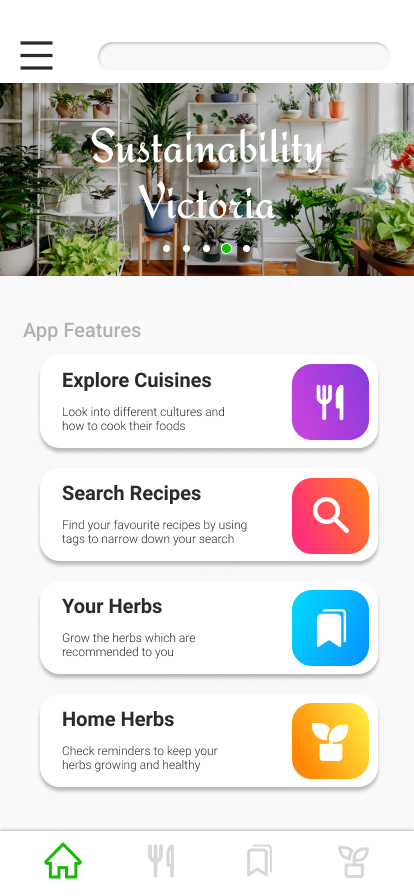 Sustainability
Victoria
App Features
Explore Cuisines
Look into different cultures and
how to cook their foods
Search Recipes
Find your favourite recipes by using
tags to narrow down your search
Your Herbs
Grow the herbs which are
recommended to you
Home Herbs
Check reminders to keep your
herbs growing and healthy